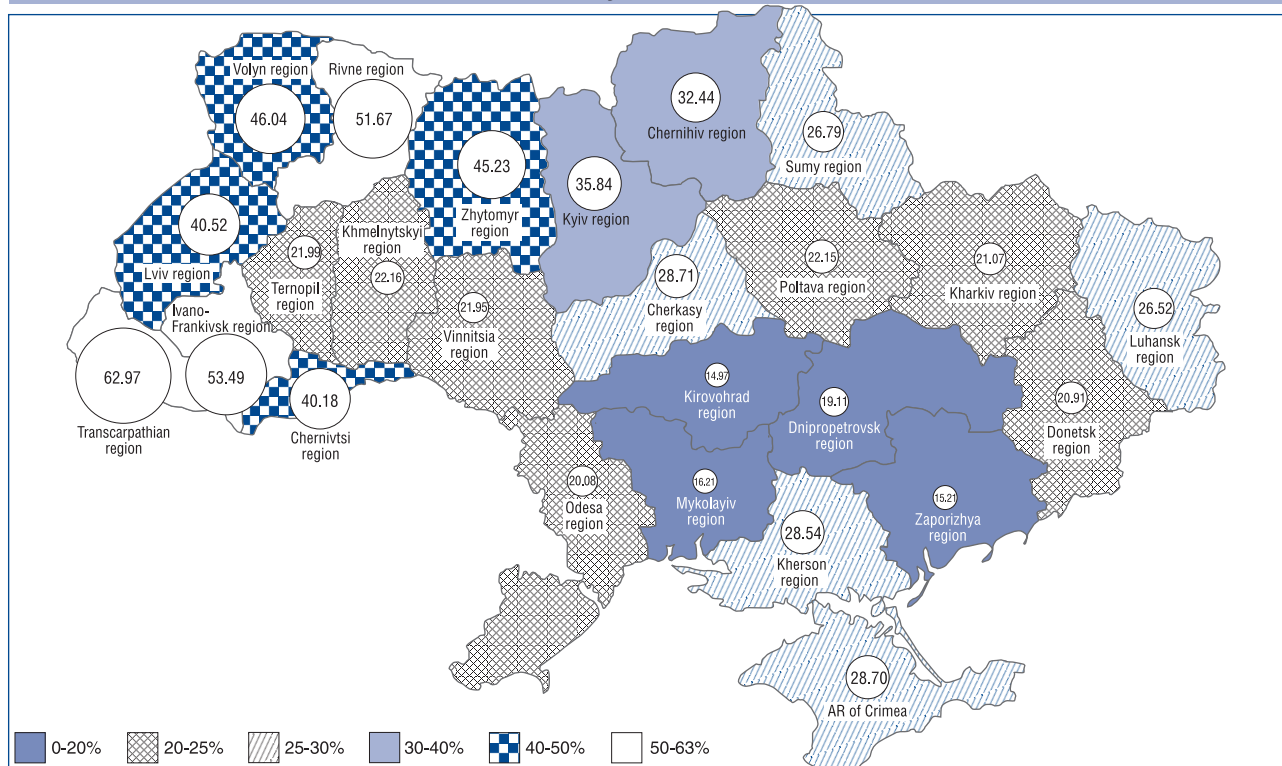 Volyn region
46.04
Rivne region
51.67
45.23
Zhytomyr
region
35.84
Kyiv region
32.44
Chernihiv region
26.79
Sumy region
40.52
Lviv region
21.99
Ternopil
region
Khmelnytskyi
region
22.16
21.95
Vinnitsia
region
28.71
Cherkasy
region
22.15
Poltava region
21.07
Kharkiv region
26.52
Luhansk
region
Ivano-
Frankivsk region
53.49
62.97
Transcarpathian
region
40.18
Chernivtsi
region
14.97
Kirovohrad
region
19.11
Dnipropetrovsk
region
20.91
Donetsk
region
20.08
Odesa
region
16.21
Mykolayiv
region
15.21
Zaporizhya
region
28.54
Kherson
region
28.70
AR of Crimea
0-20%
20-25%
25-30%
30-40%
40-50%
50-63%